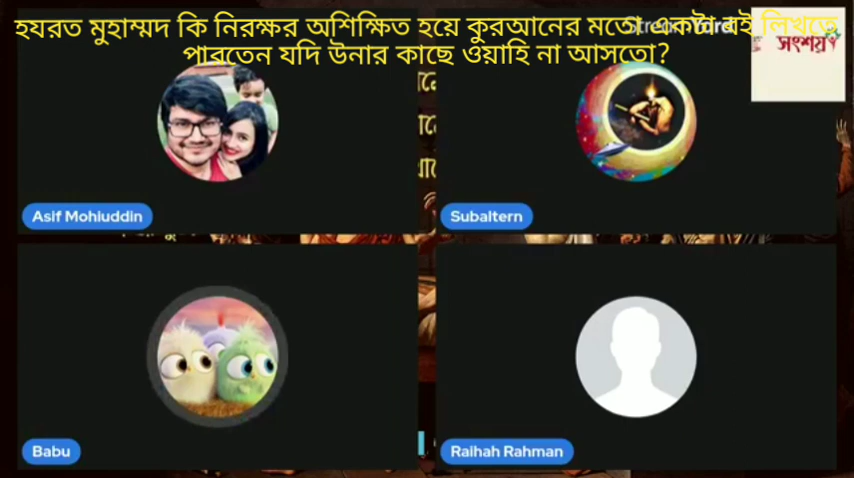 হযরত মুহাম্মদ কি নিরক্ষর অশিক্ষিত হয়ে কুরআনের মতো একটা বই লিখতে
পারতেন যদি উনার কাছে ওয়াহি না আসতো?
সংশয়
Asif Mohiuddin
Subaltern
Babu
Raihah Rahman